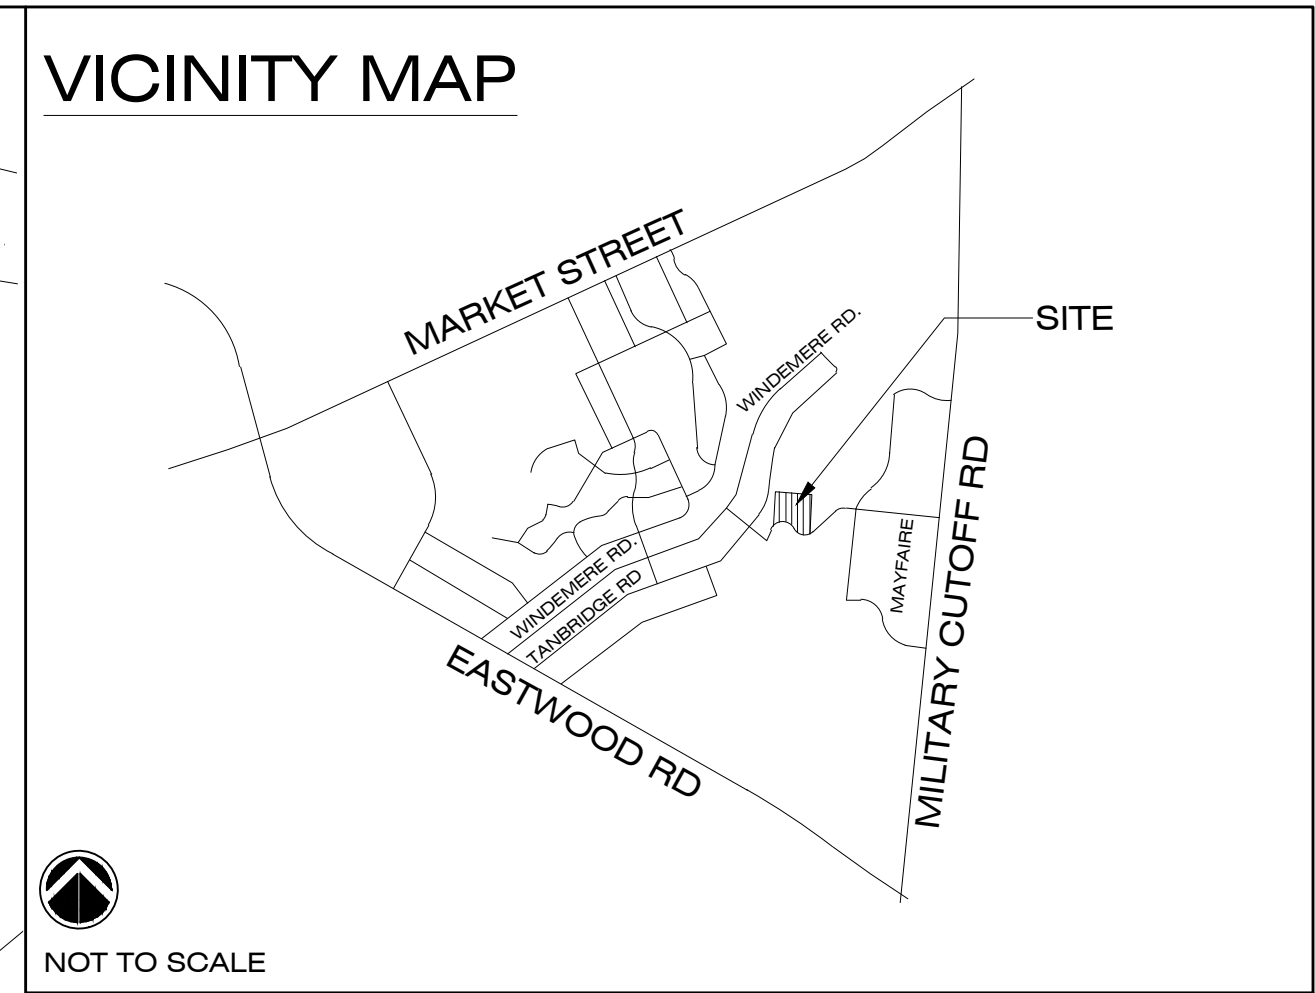 VICINITY MAP
MARKET STREET
WINDEMERE RD.
SITE
MAYFAIRE
MILITARY CUTOFF RD
WINDEMERE RD.
TANBRIDGE RD
EASTWOOD RD
NOT TO SCALE